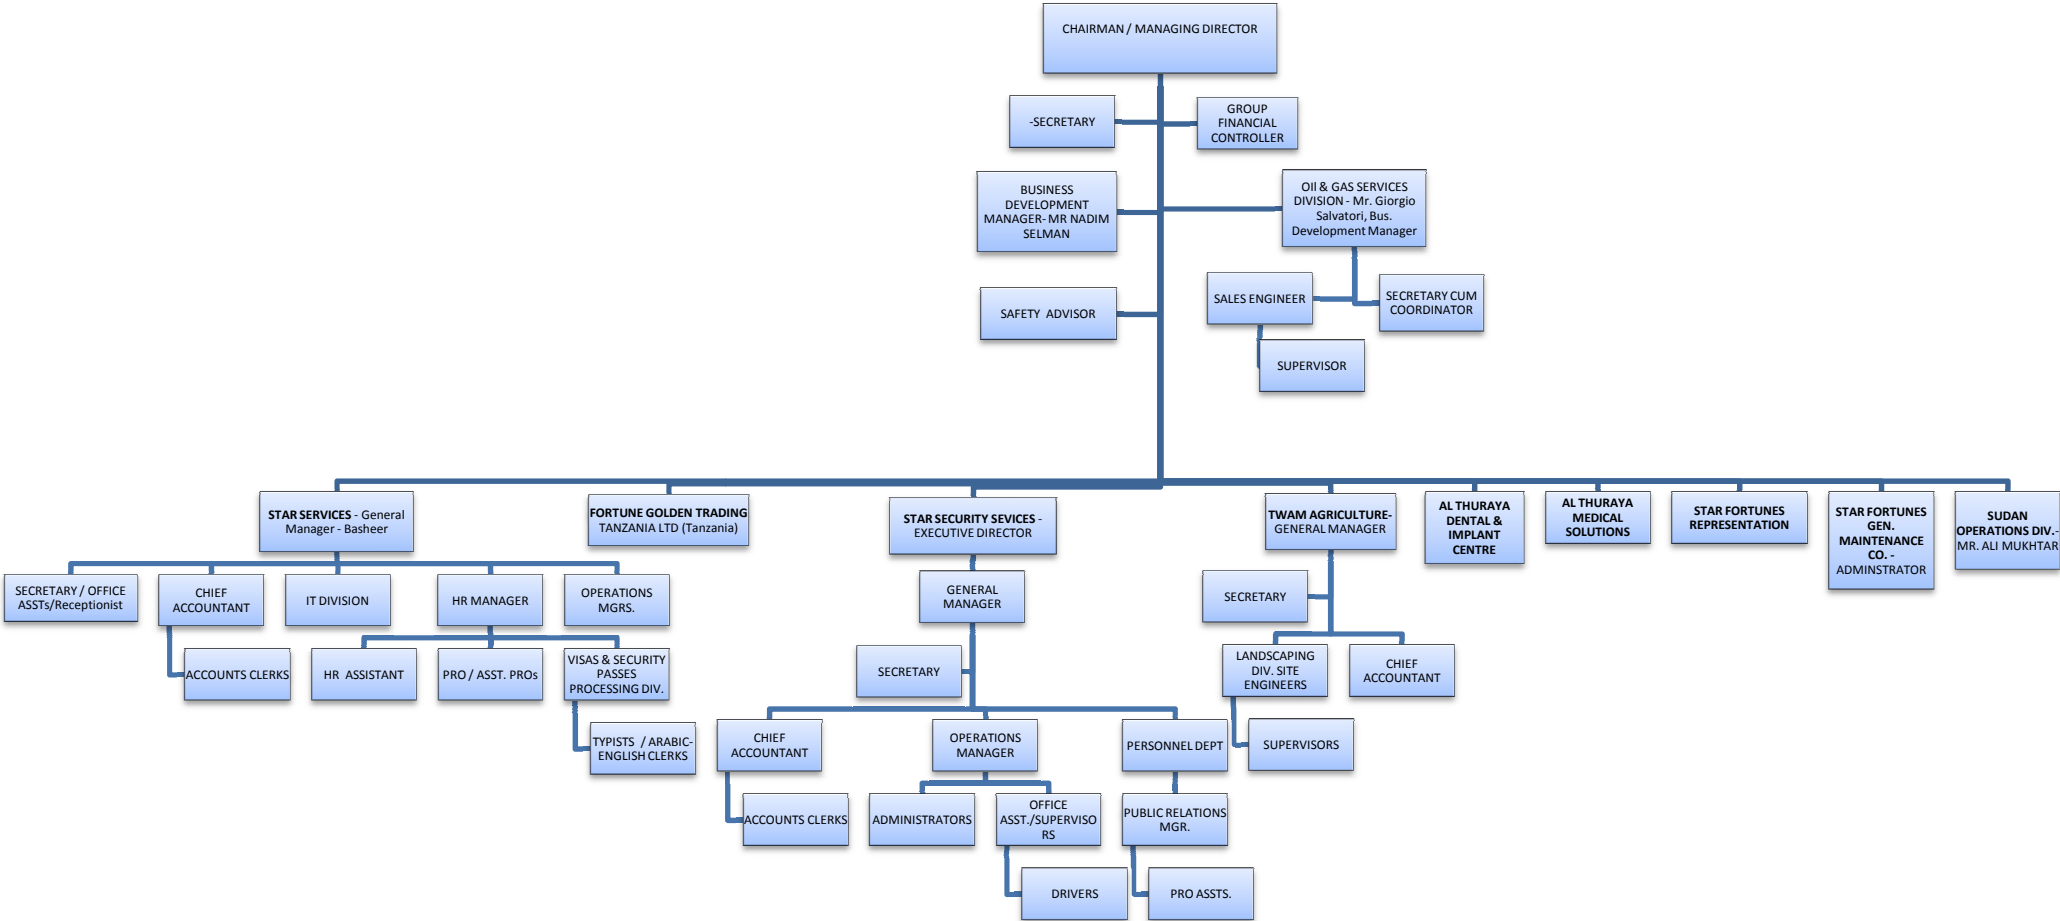 CHAIRMAN / MANAGING DIRECTOR
-SECRETARY
GROUP
FINANCIAL
CONTROLLER
BUSINESS
DEVELOPMENT
MANAGER- MR NADIM
SELMAN
OIl & GAS SERVICES
DIVISION - Mr. Giorgio
Salvatori, Bus.
Development Manager
SAFETY ADVISOR
SALES ENGINEER
SECRETARY CUM
COORDINATOR
SUPERVISOR
STAR SERVICES - General
Manager - Basheer
FORTUNE GOLDEN TRADING
TANZANIA LTD (Tanzania)
STAR SECURITY SEVICES -
EXECUTIVE DIRECTOR
TWAM AGRICULTURE-
GENERAL MANAGER
AL THURAYA
DENTAL &
IMPLANT
CENTRE
AL THURAYA
MEDICAL
SOLUTIONS
STAR FORTUNES
REPRESENTATION
STAR FORTUNES
GEN.
MAINTENANCE
CO. -
ADMINSTRATOR
SUDAN
OPERATIONS DIV.-
MR. ALI MUKHTAR
SECRETARY / OFFICE
ASSTs/Receptionist
CHIEF
ACCOUNTANT
IT DIVISION
HR MANAGER
OPERATIONS
MGRS.
GENERAL
MANAGER
SECRETARY
ACCOUNTS CLERKS
HR ASSISTANT
PRO / ASST. PROs
VISAS & SECURITY
PASSES
PROCESSING DIV.
SECRETARY
LANDSCAPING
DIV. SITE
ENGINEERS
CHIEF
ACCOUNTANT
TYPISTS / ARABIC-
ENGLISH CLERKS
CHIEF
ACCOUNTANT
OPERATIONS
MANAGER
PERSONNEL DEPT
SUPERVISORS
ACCOUNTS CLERKS
ADMINISTRATORS
OFFICE
ASST./SUPERVISO
RS
PUBLIC RELATIONS
MGR.
DRIVERS
PRO ASSTS.